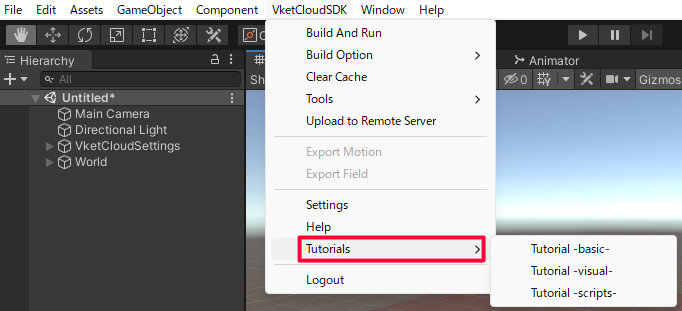 File Edit Assets GameObject Component VketCloudSDK Window Help
Hierarchy
All
Untitled*
Main Camera
Directional Light
VketCloudSettings
World
Build And Run
Build Option
Clear Cache
Tools
Upload to Remote Server
Export Motion
Export Field
Settings
Help
Tutorials
Logout
Tutorial -basic-
Tutorial -visual-
Tutorial -scripts-
Animator
0
Gizmos